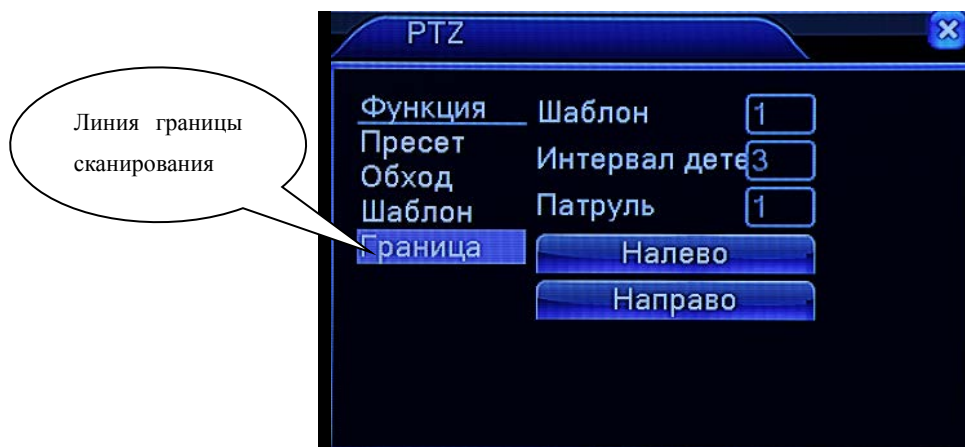 PTZ
Линия границы
сканирования
Функция
Пресет
Обход
Шаблон
Граница
Шаблон 1
Интервал дете 3
Патруль 1
Налево
Направо